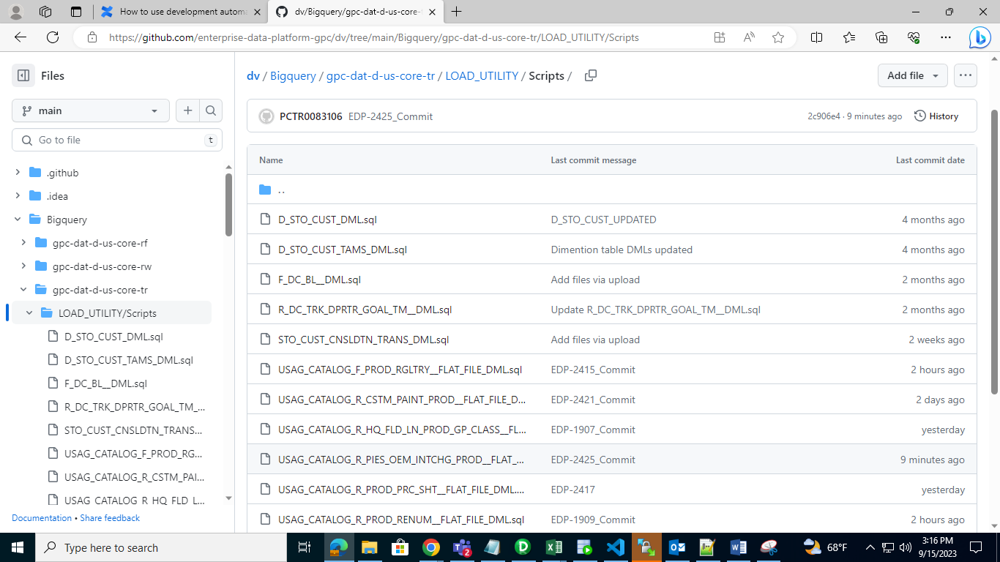 How to use development automa
dv/Bigquery/gpc-dat-d-us-core-t
https://github.com/enterprise-data-platform-gpc/dv/tree/main/Bigquery/gpc-dat-d-us-core-tr/LOAD_UTILITY/Scripts
Files
main
Go to file
t
.github
.idea
Bigquery
gpc-dat-d-us-core-rf
gpc-dat-d-us-core-rw
gpc-dat-d-us-core-tr
LOAD_UTILITY/Scripts
D_STO_CUST_DML.sql
D_STO_CUST_TAMS_DML.sql
F_DC_BL__DML.sql
R_DC_TRK_DPRTR_GOAL_TM_...
STO_CUST_CNSLDTN_TRANS...
USAG_CATALOG_F_PROD_RG...
USAG_CATALOG_R_CSTM_PAI...
USAG_CATALOG_R_HQ_FLD_L...
Documentation • Share feedback
dv / Bigquery / gpc-dat-d-us-core-tr / LOAD_UTILITY / Scripts /
Add file
PCTR0083106 EDP-2425_Commit 2c906e4 · 9 minutes ago History
Name Last commit message Last commit date
..
D_STO_CUST_DML.sql D_STO_CUST_UPDATED 4 months ago
D_STO_CUST_TAMS_DML.sql Dimention table DMLs updated 4 months ago
F_DC_BL__DML.sql Add files via upload 2 months ago
R_DC_TRK_DPRTR_GOAL_TM__DML.sql Update R_DC_TRK_DPRTR_GOAL_TM__DML.sql 2 months ago
STO_CUST_CNSLDTN_TRANS_DML.sql Add files via upload 2 weeks ago
USAG_CATALOG_F_PROD_RGLTRY__FLAT_FILE_DML.sql EDP-2415_Commit 2 hours ago
USAG_CATALOG_R_CSTM_PAINT_PROD__FLAT_FILE_D... EDP-2421_Commit 2 days ago
USAG_CATALOG_R_HQ_FLD_LN_PROD_GP_CLASS__FL... EDP-1907_Commit yesterday
USAG_CATALOG_R_PIES_OEM_INTCHG_PROD__FLAT_... EDP-2425_Commit 9 minutes ago
USAG_CATALOG_R_PROD_PRC_SHT__FLAT_FILE_DML.... EDP-2417 yesterday
USAG_CATALOG_R_PROD_RENUM__FLAT_FILE_DML.sql EDP-1909_Commit 2 hours ago
Type here to search
68°F
3:16 PM
9/15/2023